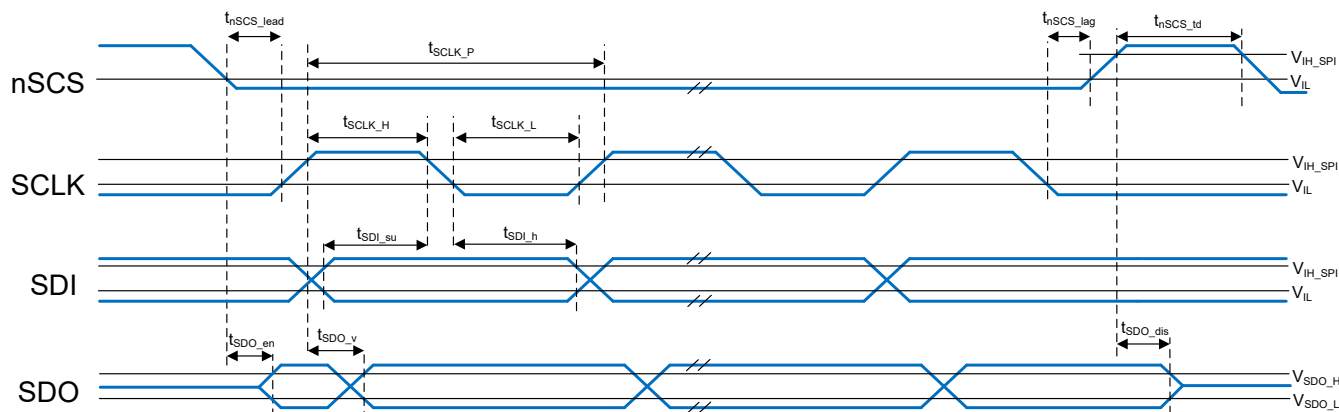 tnSCS_lead
tnSCS_lag
tnSCS_td
tSCLK_P
VIH_SPI
nSCS
VIL
tSCLK_H
tSCLK_L
VIH_SPI
SCLK
VIL
tSDI_su
tSDI_h
VIH_SPI
SDI
VIL
tSDO_en
tSDO_v
tSDO_dis
VSDO_H
SDO
VSDO_L